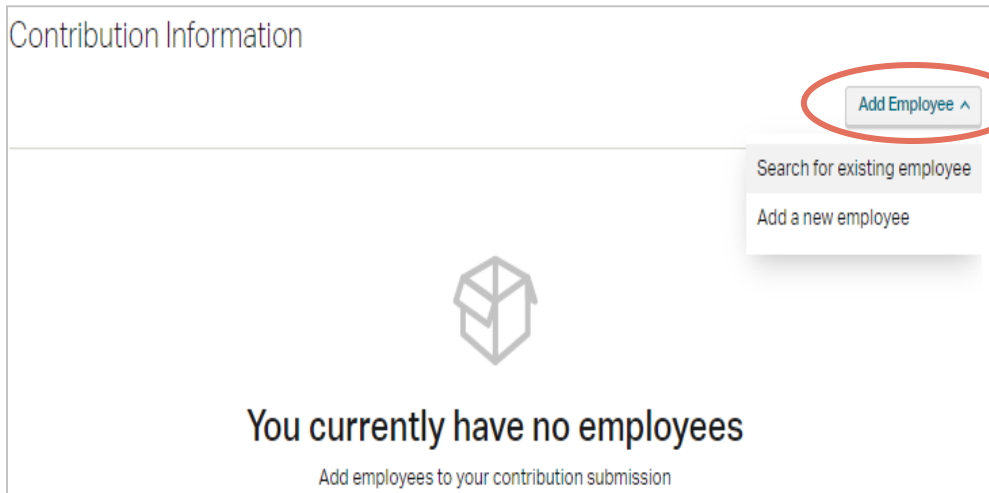 Contribution Information
Add Employee
Search for existing employee
Add a new employee
You currently have no employees
Add employees to your contribution submission